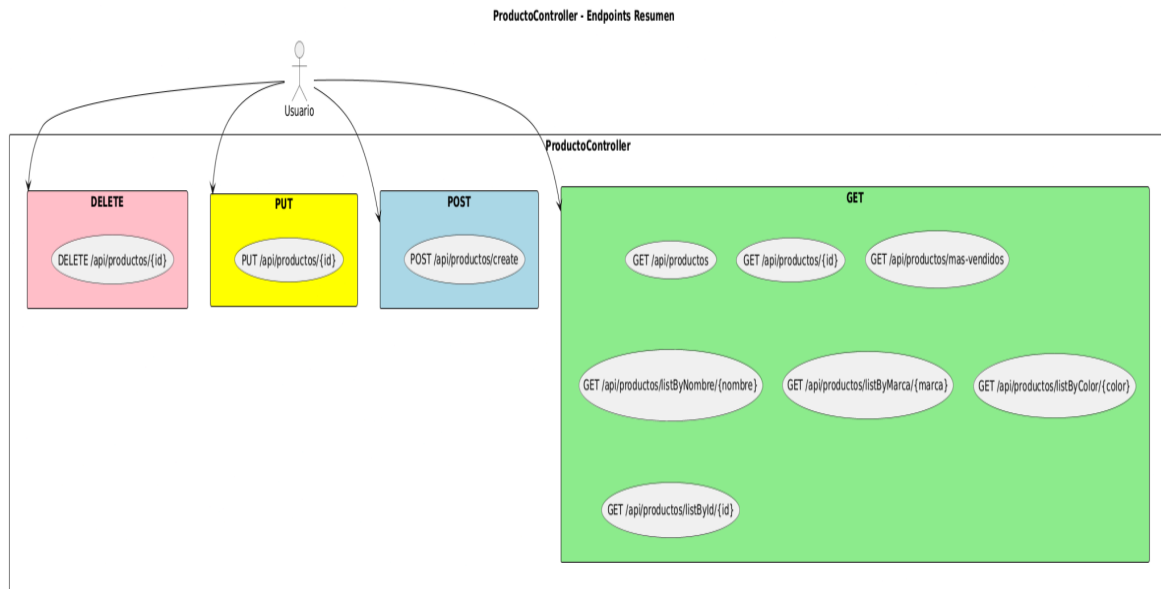 ProductoController - Endpoints Resumen
Usuario
ProductoController
DELETE
DELETE /api/productos/{id}
PUT
PUT /api/productos/{id}
POST
POST /api/productos/create
GET
GET /api/productos
GET /api/productos/{id}
GET /api/productos/mas-vendidos
GET /api/productos/listByNombre/{nombre}
GET /api/productos/listByMarca/{marca}
GET /api/productos/listByColor/{color}
GET /api/productos/listById/{id}